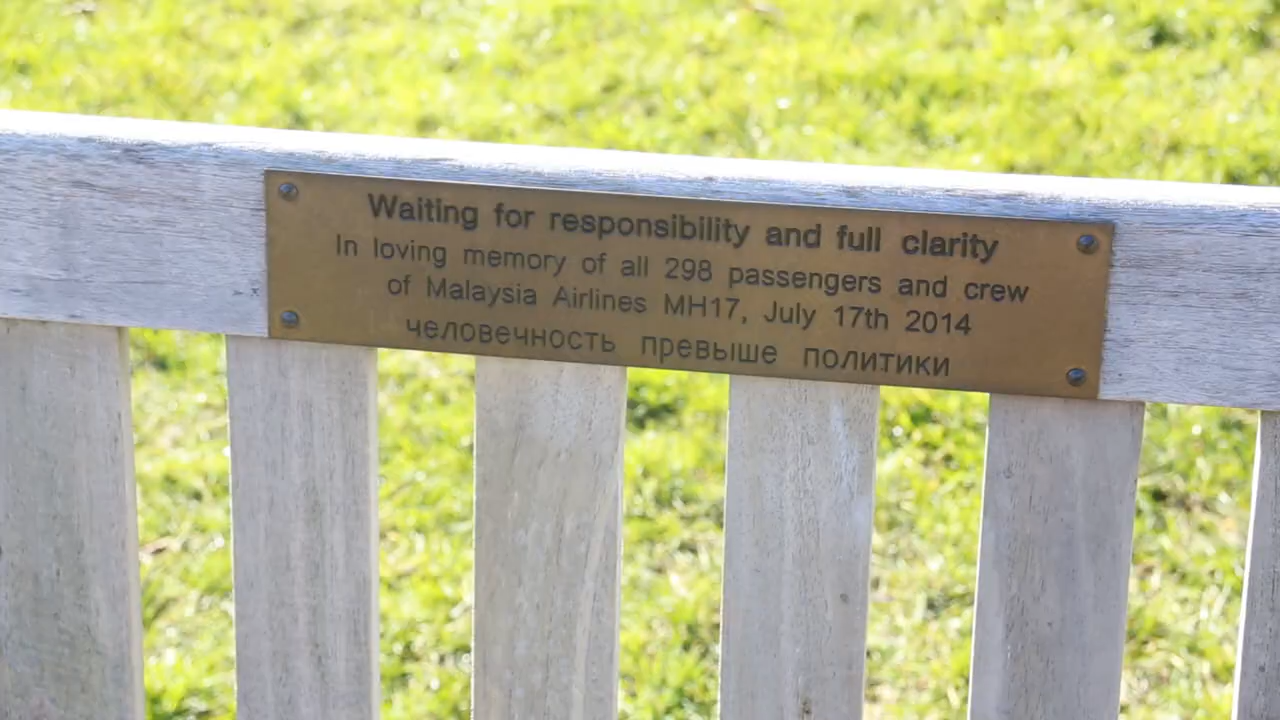 Waiting for responsibility and full clarity
In loving memory of all 298 passengers and crew
of Malaysia Airlines MH17, July 17th 2014
человечность превыше политики